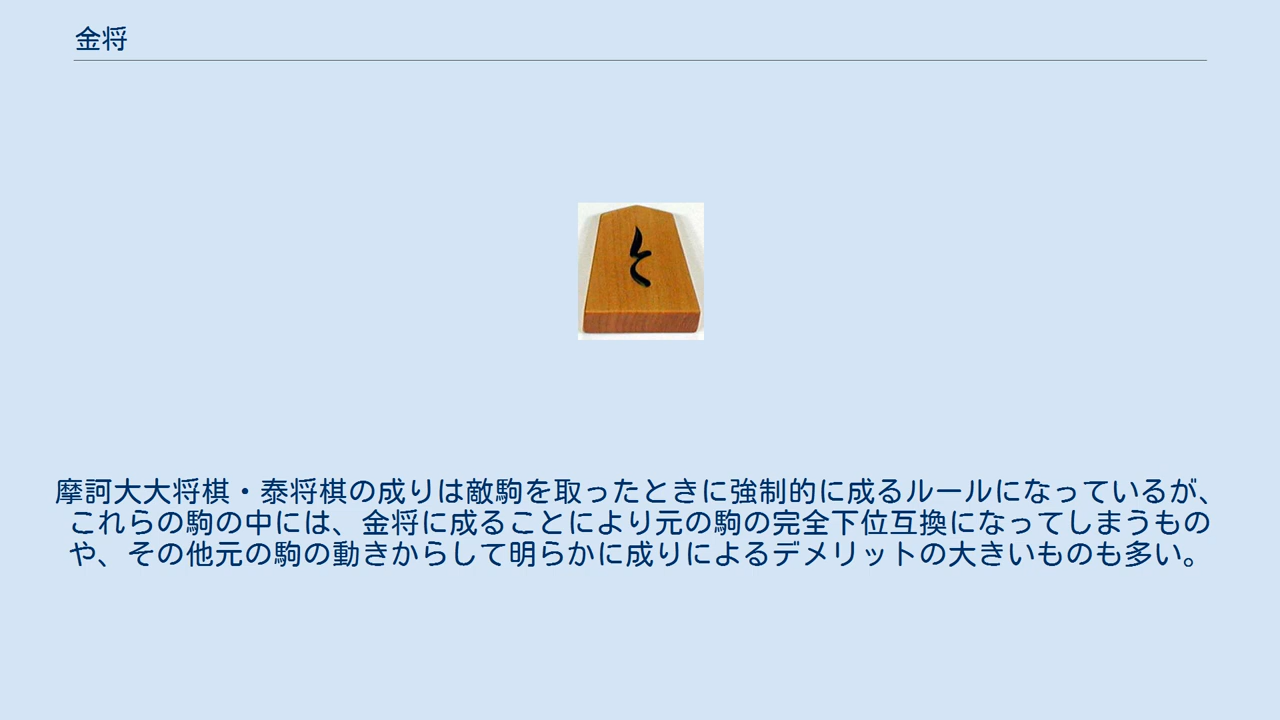 金将
と
摩訶大大将棋・泰将棋の成りは敵駒を取ったときに強制的に成るルールになっているが、
これらの駒の中には、金将に成ることにより元の駒の完全下位互換になってしまうもの
や、その他元の駒の動きからして明らかに成りによるデメリットの大きいものも多い。